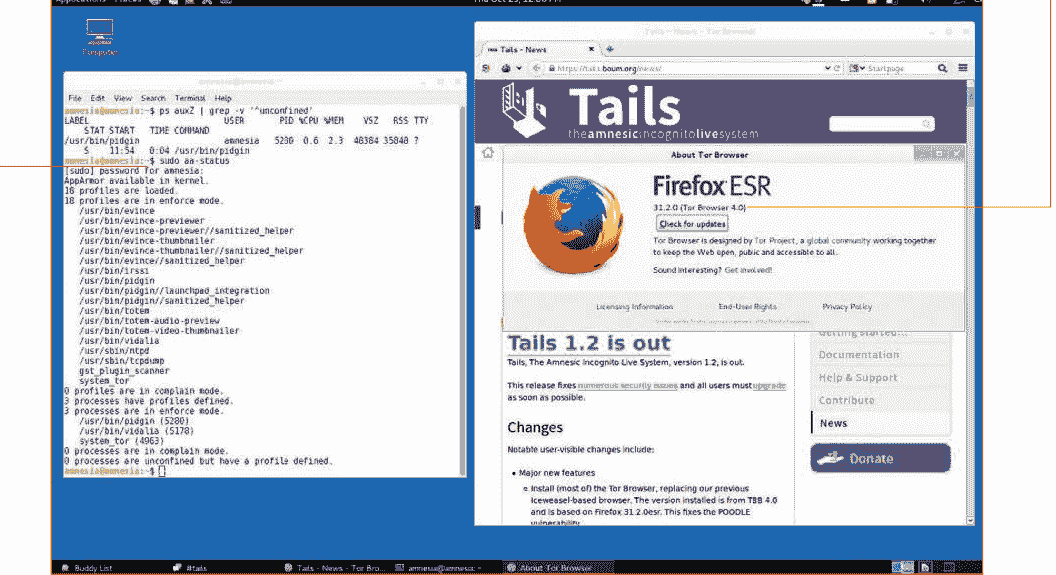 Computer
File Edit View Search Terminal Help
amnesia@amnesia:~$ ps auxZ | grep -v '^unconfined'
LABEL USER PID %CPU %MEM VSZ RSS TTY
STAT START TIME COMMAND
/usr/bin/pidgin amnesia 5280 0.6 2.3 48384 35848 ?
S 11:54 0:04 /usr/bin/pidgin
amnesia@amnesia:~$ sudo aa-status
[sudo] password for amnesia:
AppArmor available in kernel.
18 profiles are loaded.
18 profiles are in enforce mode.
/usr/bin/evince
/usr/bin/evince-previewer
/usr/bin/evince-previewer//sanitized_helper
/usr/bin/evince-thumbnailer
/usr/bin/evince-thumbnailer//sanitized_helper
/usr/bin/evince//sanitized_helper
/usr/bin/irssi
/usr/bin/pidgin
/usr/bin/pidgin//launchpad_integration
/usr/bin/pidgin//sanitized_helper
/usr/bin/totem
/usr/bin/totem-audio-preview
/usr/bin/totem-video-thumbnailer
/usr/bin/vidalia
/usr/sbin/ntpd
/usr/sbin/tcpdump
gst_plugin_scanner
system_tor
0 profiles are in complain mode.
3 processes have profiles defined.
3 processes are in enforce mode.
/usr/bin/pidgin (5280)
/usr/bin/vidalia (5178)
system_tor (4963)
0 processes are in complain mode.
0 processes are unconfined but have a profile defined.
amnesia@amnesia:~$
Tails - News - Tor Browser
Tails - News
https://tails.boum.org/news/
Startpage
Tails
theamnesicincognitolivesystem
About Tor Browser
Firefox ESR
31.2.0 (Tor Browser 4.0)
Check for updates
Tor Browser is designed by Tor Project, a global community working together
to keep the Web open, public and accessible to all.
Sound interesting? Get involved!
Licensing Information End-User Rights Privacy Policy
Tails 1.2 is out
Tails, The Amnesic Incognito Live System, version 1.2, is out.
This release fixes numerous security issues and all users must upgrade
as soon as possible.
Changes
Notable user-visible changes include:
Major new features
Install (most of) the Tor Browser, replacing our previous
Iceweasel-based browser. The version installed is from TBB 4.0
and is based on Firefox 31.2.0esr. This fixes the POODLE
vulnerability.
Getting started...
Documentation
Help & Support
Contribute
News
Donate
Buddy List #tails Tails - News - Tor Bro... amnesia@amnesia: ~ About Tor Browser